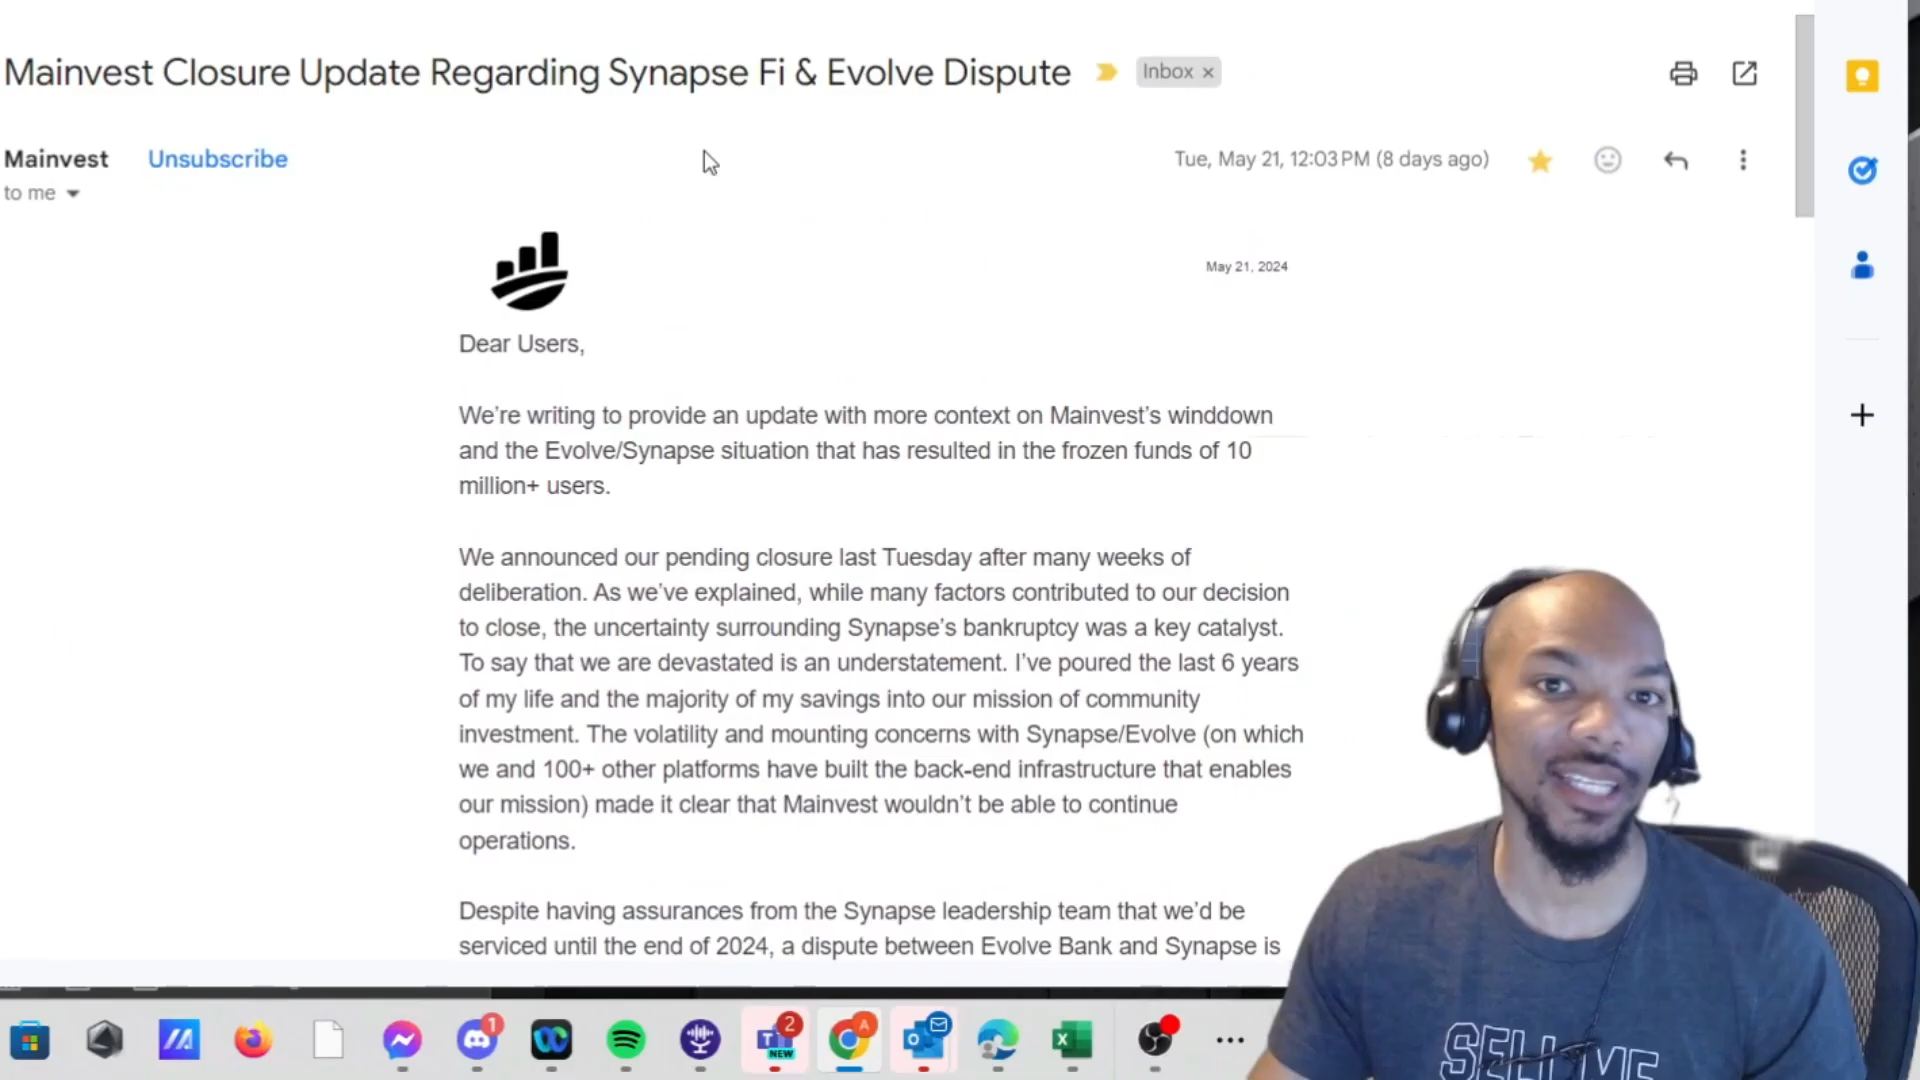 Mainvest Closure Update Regarding Synapse Fi & Evolve Dispute
Inbox ×
Mainvest
Unsubscribe
Tue, May 21, 12:03 PM (8 days ago)
to me
May 21, 2024
Dear Users,
We’re writing to provide an update with more context on Mainvest’s winddown
and the Evolve/Synapse situation that has resulted in the frozen funds of 10
million+ users.
We announced our pending closure last Tuesday after many weeks of
deliberation. As we’ve explained, while many factors contributed to our decision
to close, the uncertainty surrounding Synapse’s bankruptcy was a key catalyst.
To say that we are devastated is an understatement. I’ve poured the last 6 years
of my life and the majority of my savings into our mission of community
investment. The volatility and mounting concerns with Synapse/Evolve (on which
we and 100+ other platforms have built the back-end infrastructure that enables
our mission) made it clear that Mainvest wouldn’t be able to continue
operations.
Despite having assurances from the Synapse leadership team that we’d be
serviced until the end of 2024, a dispute between Evolve Bank and Synapse is
1
2
NEW
A
SELL ME